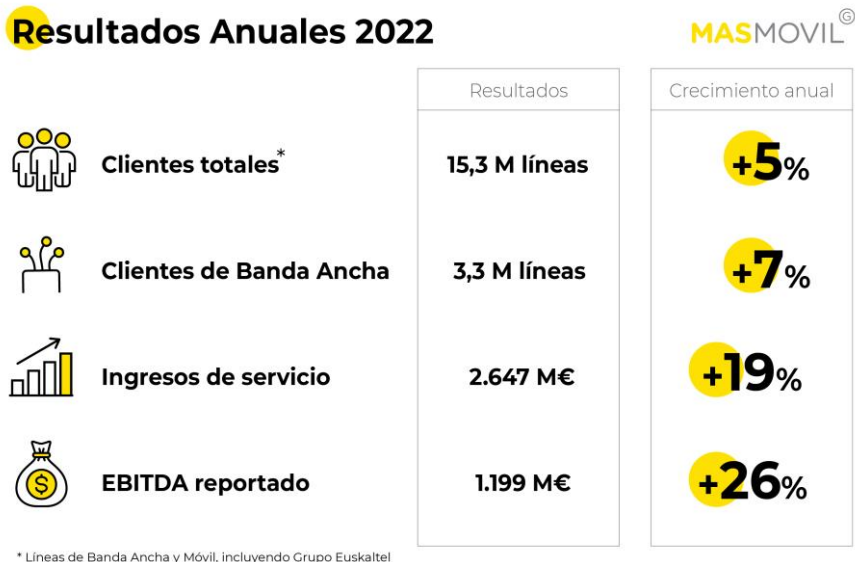 Resultados Anuales 2022
MASMOVIL G
Resultados
Crecimiento anual
Clientes totales*
15,3 M líneas
+5%
Clientes de Banda Ancha
3,3 M líneas
+7%
Ingresos de servicio
2.647 M€
+19%
$
EBITDA reportado
1.199 M€
+26%
* Líneas de Banda Ancha y Móvil, incluyendo Grupo Euskaltel